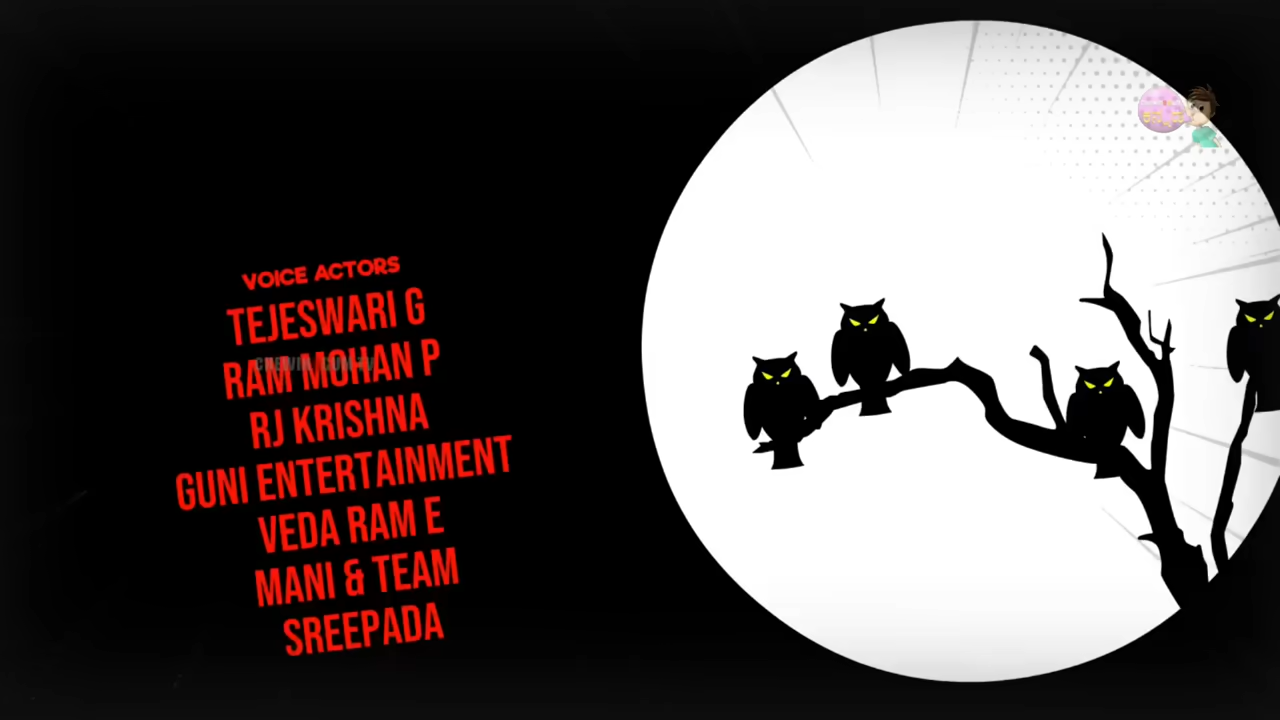 VOICE ACTORS
TEJESWARI G
RAM MOHAN P
RJ KRISHNA
GUNI ENTERTAINMENT
VEDA RAM E
MANI & TEAM
SREEPADA